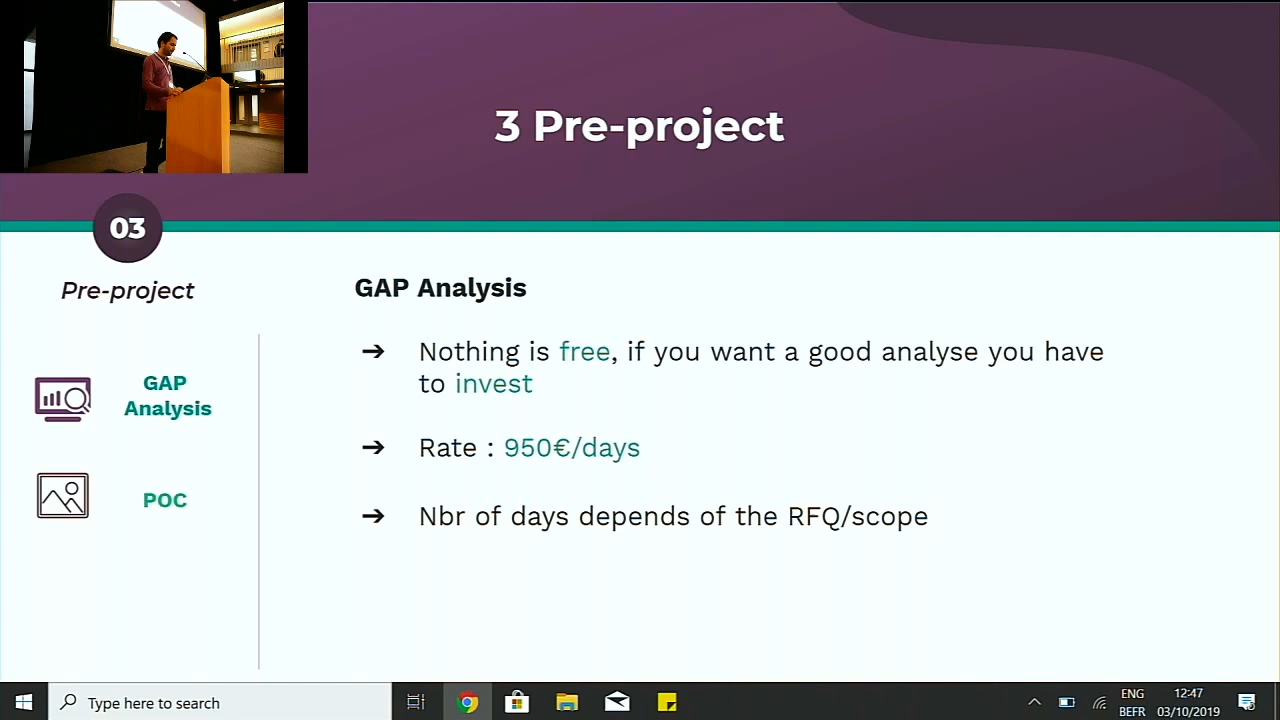 3 Pre-project
03
Pre-project
GAP
Analysis
POC
GAP Analysis
➔ Nothing is free, if you want a good analyse you have
to invest
➔ Rate : 950€/days
➔ Nbr of days depends of the RFQ/scope
Type here to search
ENG
BEFR
12:47
03/10/2019